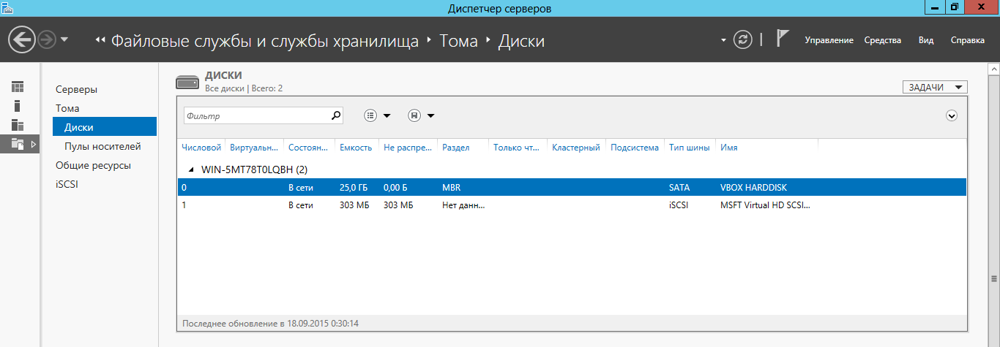 Диспетчер серверов
Файловые службы и службы хранилища ‣ Тома ‣ Диски
Управление Средства Вид Справка
Серверы
Тома
Диски
Пулы носителей
Общие ресурсы
iSCSI
ДИСКИ
Все диски | Всего: 2
ЗАДАЧИ
Фильтр
Числовой Виртуальн... Состоян... Емкость Не распре... Раздел Только чт... Кластерный Подсистема Тип шины Имя
WIN-5MT78T0LQBH (2)
0 В сети 25,0 ГБ 0,00 Б MBR SATA VBOX HARDDISK
1 В сети 303 МБ 303 МБ Нет данн... iSCSI MSFT Virtual HD SCSI...
Последнее обновление в 18.09.2015 0:30:14